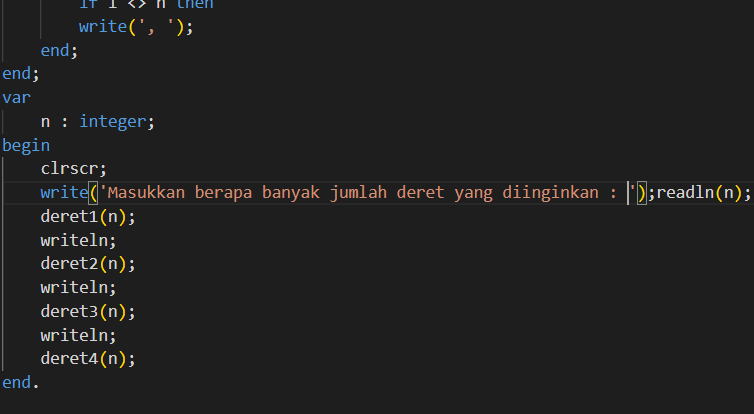 if i <> n then
write(', ');
end;
end;
var
n : integer;
begin
clrscr;
write('Masukkan berapa banyak jumlah deret yang diinginkan : ');readln(n);
deret1(n);
writeln;
deret2(n);
writeln;
deret3(n);
writeln;
deret4(n);
end.